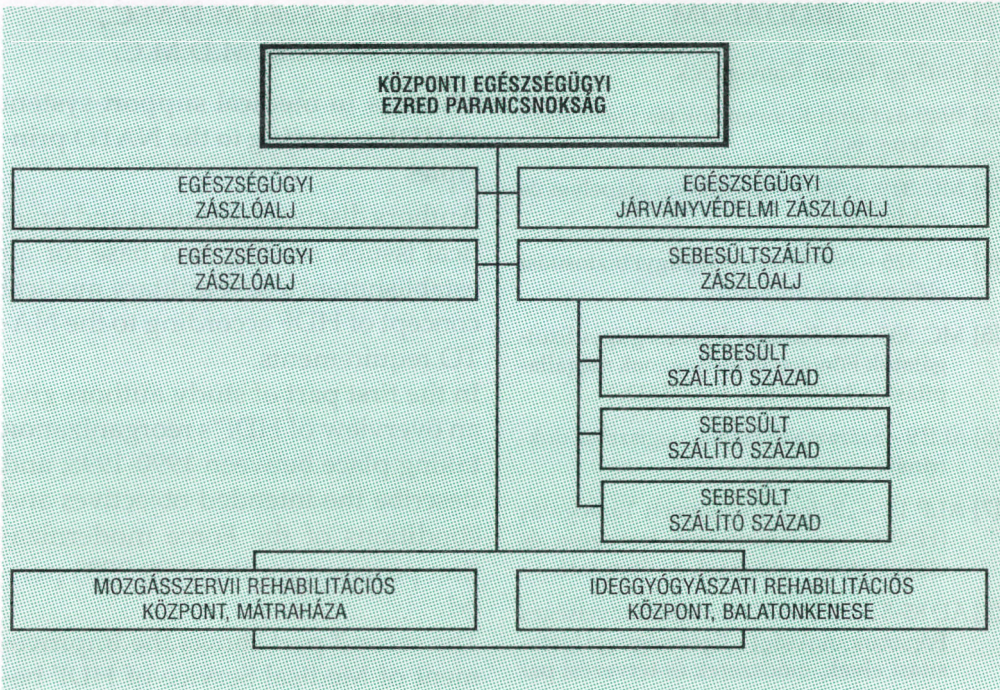 KÖZPONTI EGÉSZSÉGÜGYI
EZRED PARANCSNOKSÁG
EGÉSZSÉGÜGYI
ZÁSZLÓALJ
EGÉSZSÉGÜGYI
JÁRVÁNYVÉDELMI ZÁSZLÓALJ
EGÉSZSÉGÜGYI
ZÁSZLÓALJ
SEBESÜLTSZÁLÍTÓ
ZÁSZLÓALJ
SEBESÜLT
SZÁLÍTÓ SZÁZAD
SEBESÜLT
SZÁLÍTÓ SZÁZAD
SEBESÜLT
SZÁLÍTÓ SZÁZAD
MOZGÁSSZERVII REHABILITÁCIÓS
KÖZPONT, MÁTRAHÁZA
IDEGGYÓGYÁSZATI REHABILITÁCIÓS
KÖZPONT, BALATONKENESE